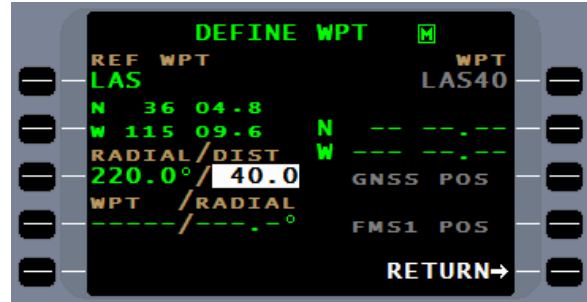 DEFINE WPT M
REF WPT WPT
LAS LAS40
N 36 04.8
W 115 09.6 N -- --.--
RADIAL/DIST W --- --.--
220.0°/ 40.0 GNSS POS
WPT /RADIAL
-----/---.-° FMS1 POS
RETURN→